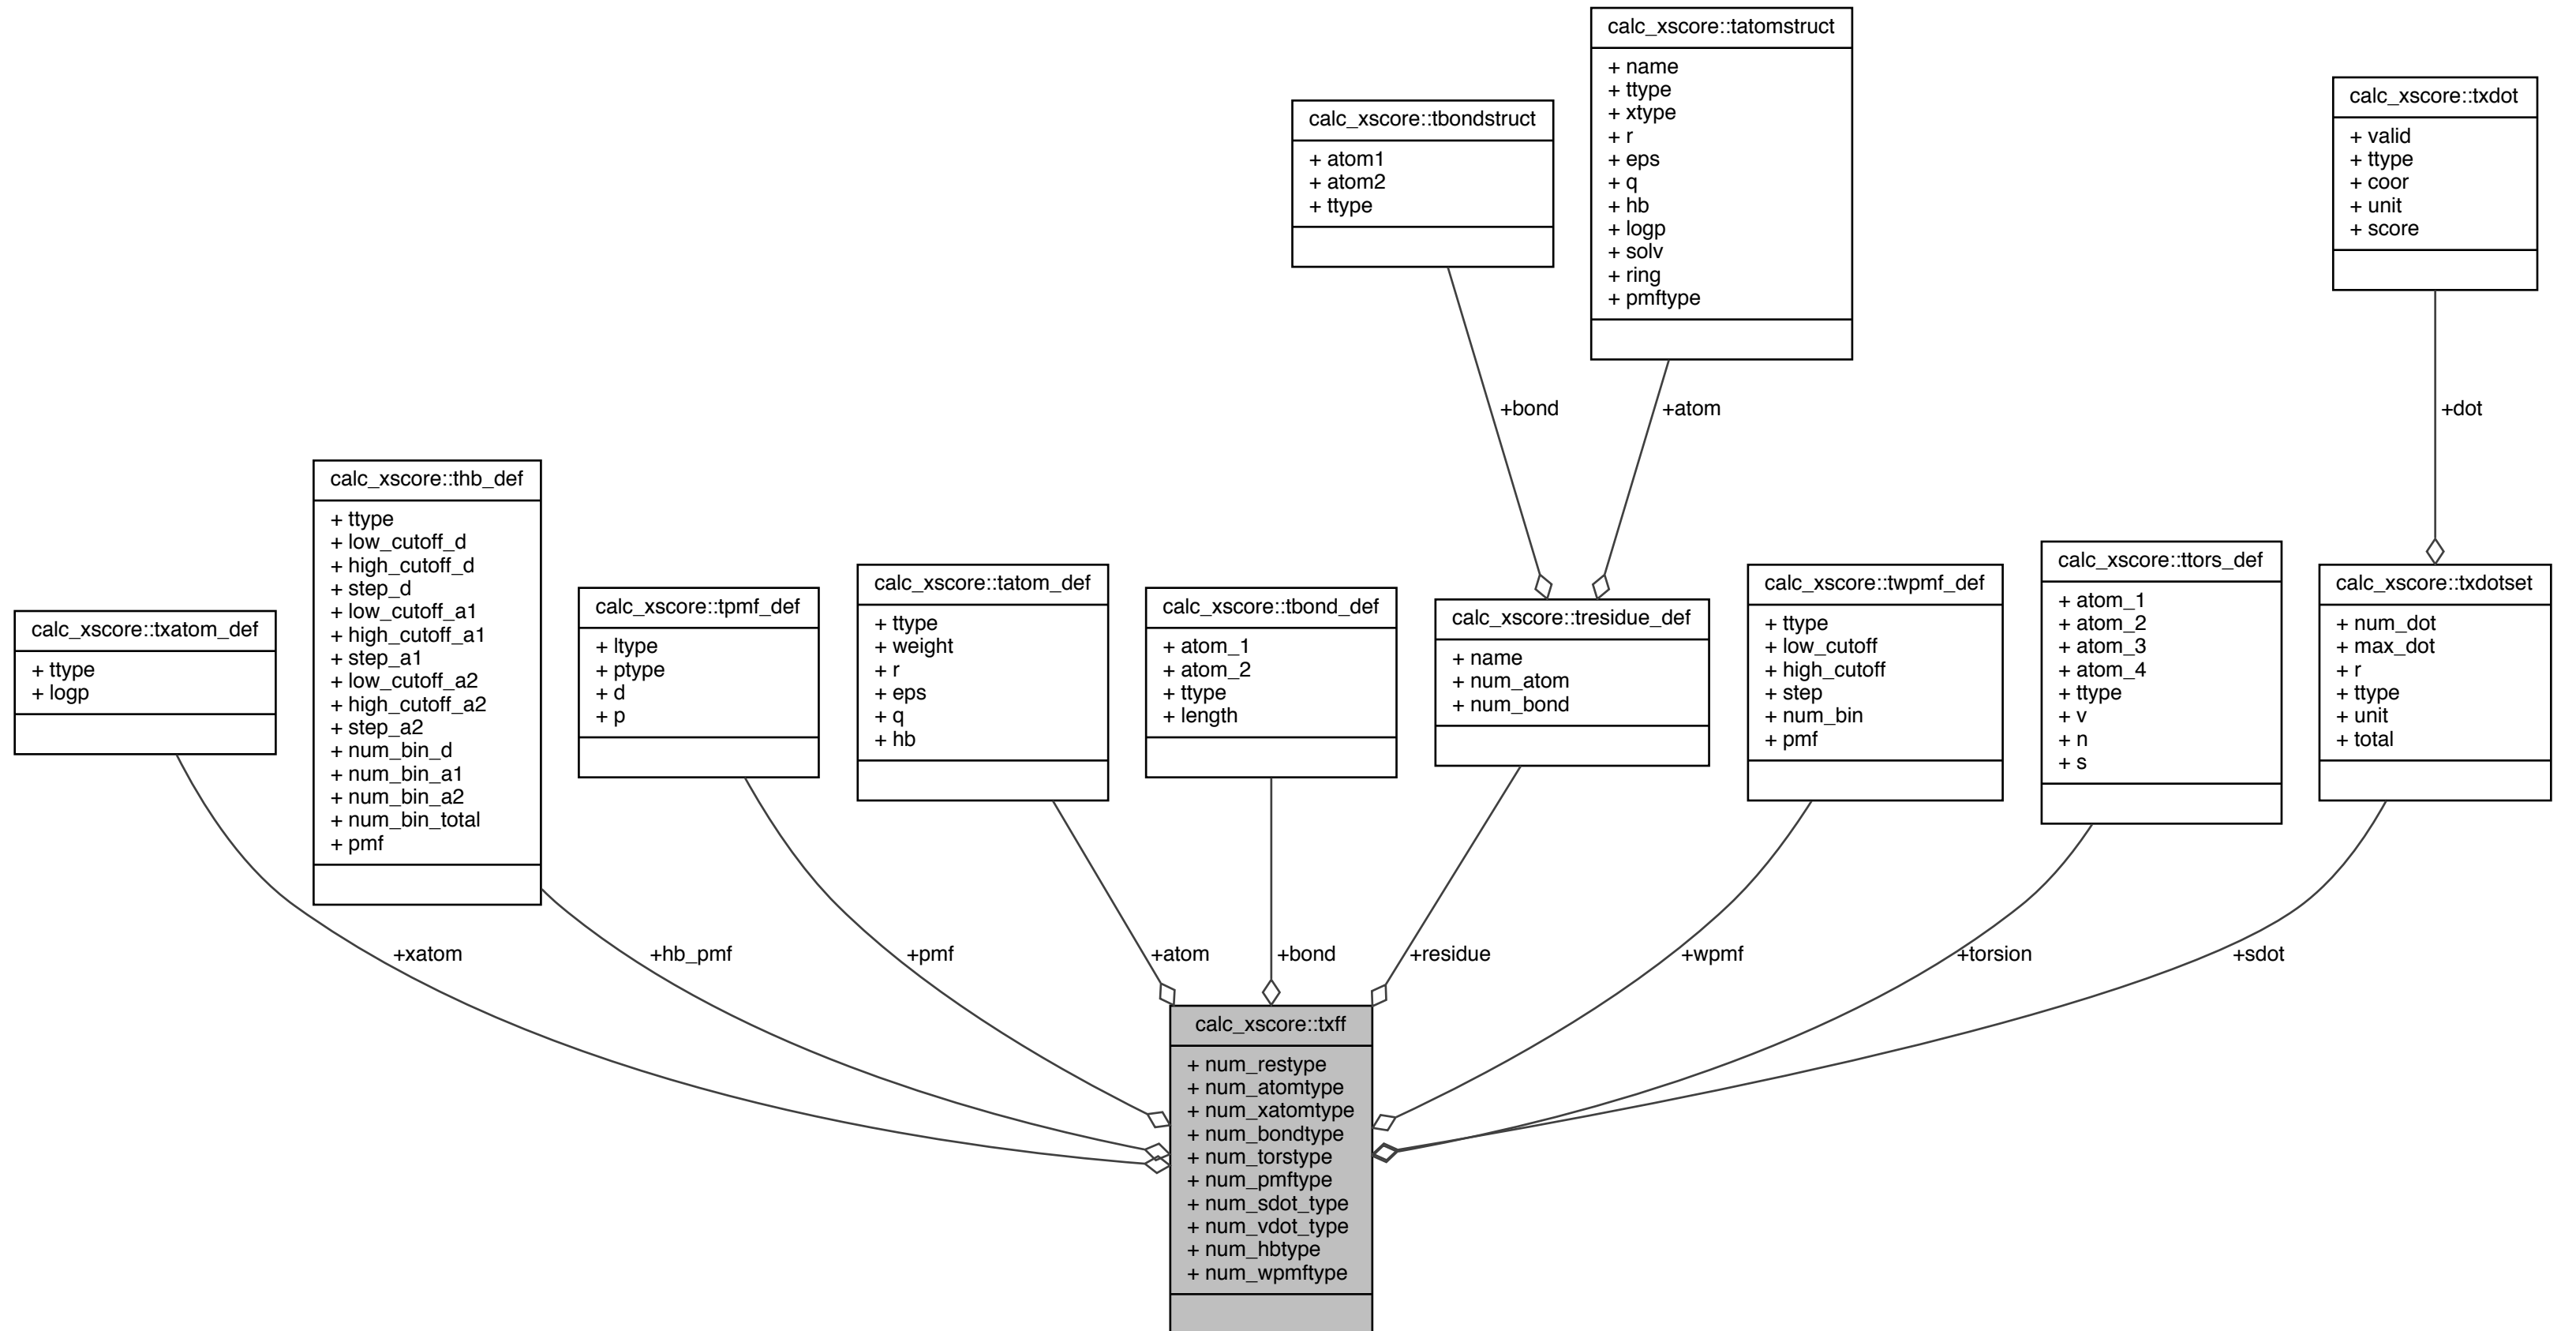 calc_xscore::tatomstruct
+ name
+ ttype
+ xtype
+ r
+ eps
+ q
+ hb
+ logp
+ solv
+ ring
+ pmftype
calc_xscore::tbondstruct
+ atom1
+ atom2
+ ttype
calc_xscore::txdot
+ valid
+ ttype
+ coor
+ unit
+ score
+bond
+atom
+dot
calc_xscore::txatom_def
+ ttype
+ logp
calc_xscore::thb_def
+ ttype
+ low_cutoff_d
+ high_cutoff_d
+ step_d
+ low_cutoff_a1
+ high_cutoff_a1
+ step_a1
+ low_cutoff_a2
+ high_cutoff_a2
+ step_a2
+ num_bin_d
+ num_bin_a1
+ num_bin_a2
+ num_bin_total
+ pmf
calc_xscore::tpmf_def
+ ltype
+ ptype
+ d
+ p
calc_xscore::tatom_def
+ ttype
+ weight
+ r
+ eps
+ q
+ hb
calc_xscore::tbond_def
+ atom_1
+ atom_2
+ ttype
+ length
calc_xscore::tresidue_def
+ name
+ num_atom
+ num_bond
calc_xscore::twpmf_def
+ ttype
+ low_cutoff
+ high_cutoff
+ step
+ num_bin
+ pmf
calc_xscore::ttors_def
+ atom_1
+ atom_2
+ atom_3
+ atom_4
+ ttype
+ v
+ n
+ s
calc_xscore::txdotset
+ num_dot
+ max_dot
+ r
+ ttype
+ unit
+ total
+xatom
+hb_pmf
+pmf
+atom
+bond
+residue
+wpmf
+torsion
+sdot
calc_xscore::txff
+ num_restype
+ num_atomtype
+ num_xatomtype
+ num_bondtype
+ num_torstype
+ num_pmftype
+ num_sdot_type
+ num_vdot_type
+ num_hbtype
+ num_wpmftype